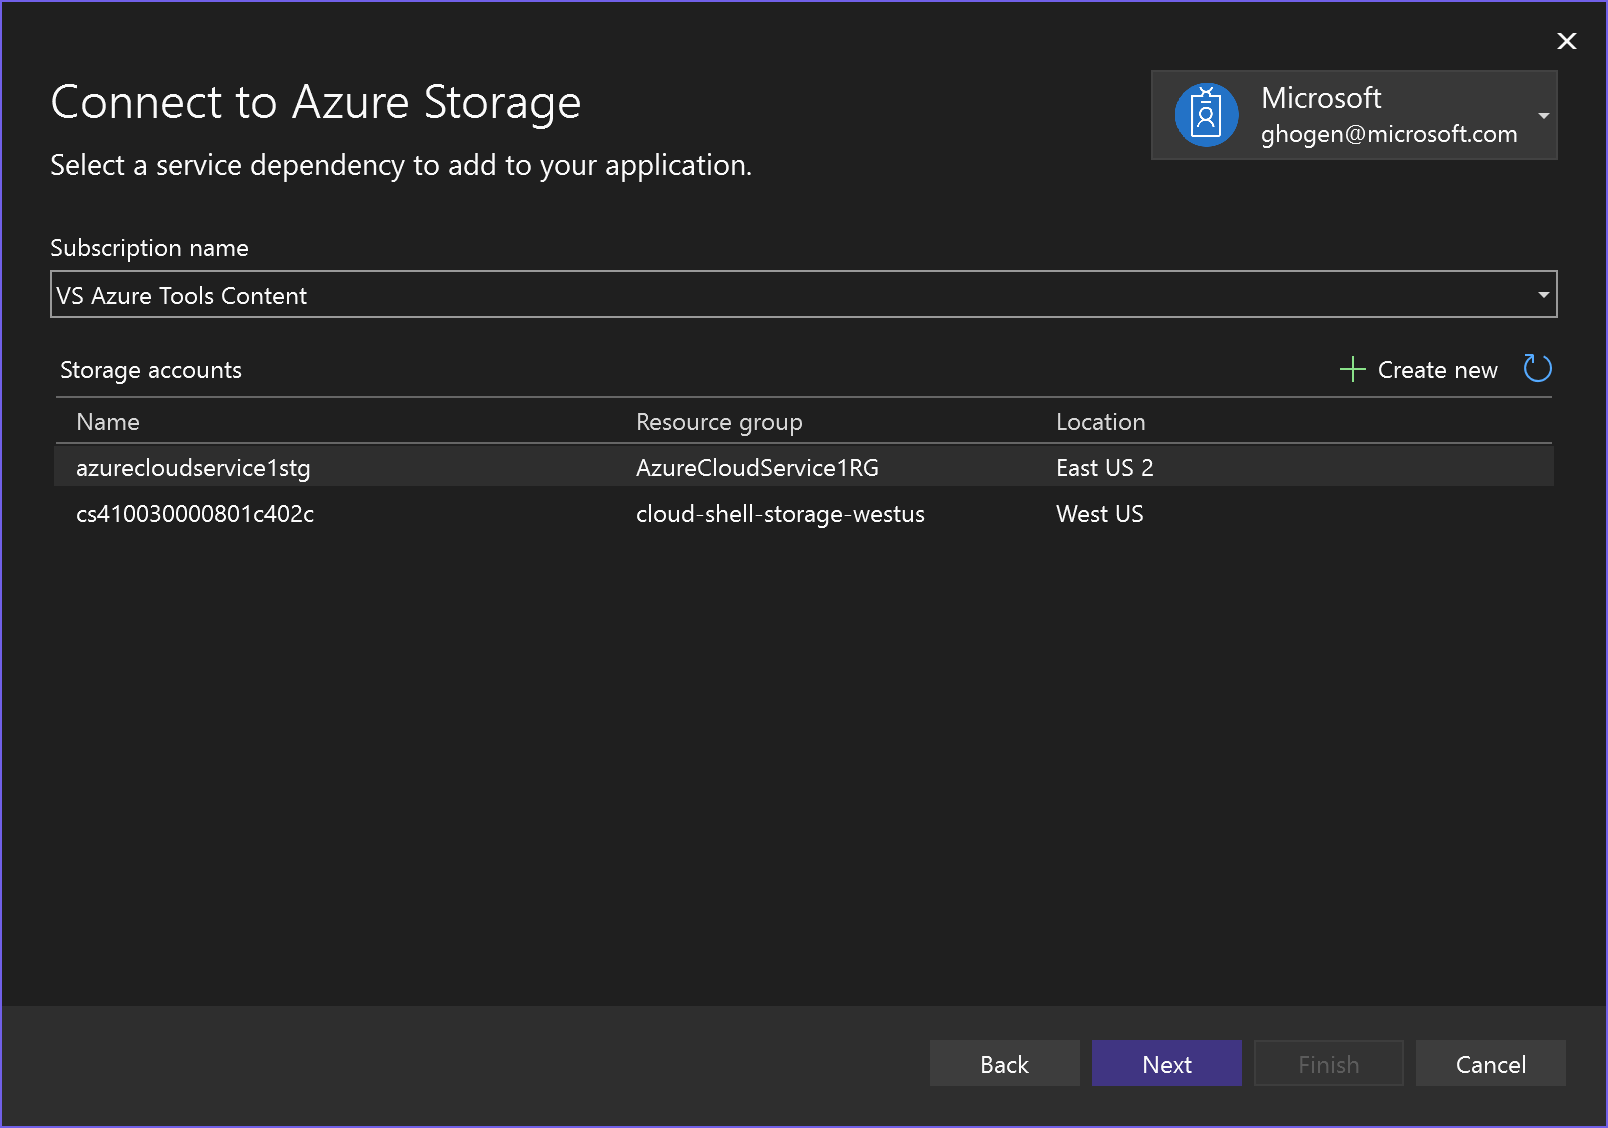 Connect to Azure Storage
Microsoft
ghogen@microsoft.com
Select a service dependency to add to your application.
Subscription name
VS Azure Tools Content
Storage accounts
Create new
Name Resource group Location
azurecloudservice1stg AzureCloudService1RG East US 2
cs410030000801c402c cloud-shell-storage-westus West US
Back Next Finish Cancel